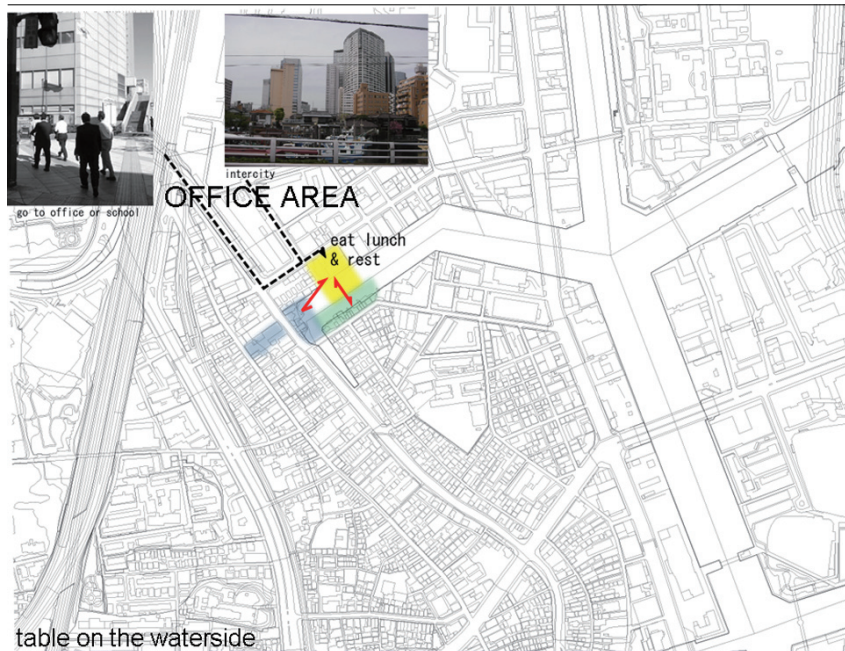 intercity
OFFICE AREA
go to office or school
eat lunch
& rest
table on the waterside